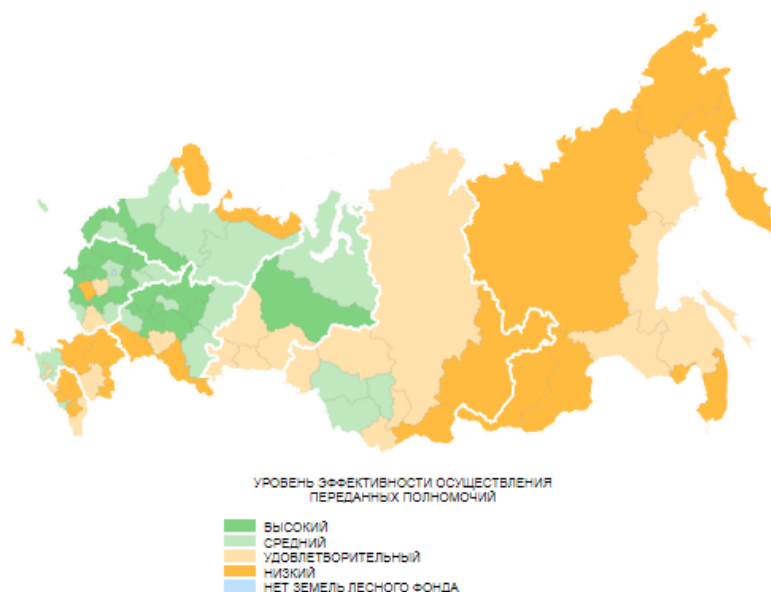 УРОВЕНЬ ЭФФЕКТИВНОСТИ ОСУЩЕСТВЛЕНИЯ
ПЕРЕДАННЫХ ПОЛНОМОЧИЙ
ВЫСОКИЙ
СРЕДНИЙ
УДОВЛЕТВОРИТЕЛЬНЫЙ
НИЗКИЙ
НЕТ ЗЕМЕЛЬ ЛЕСНОГО ФОНДА